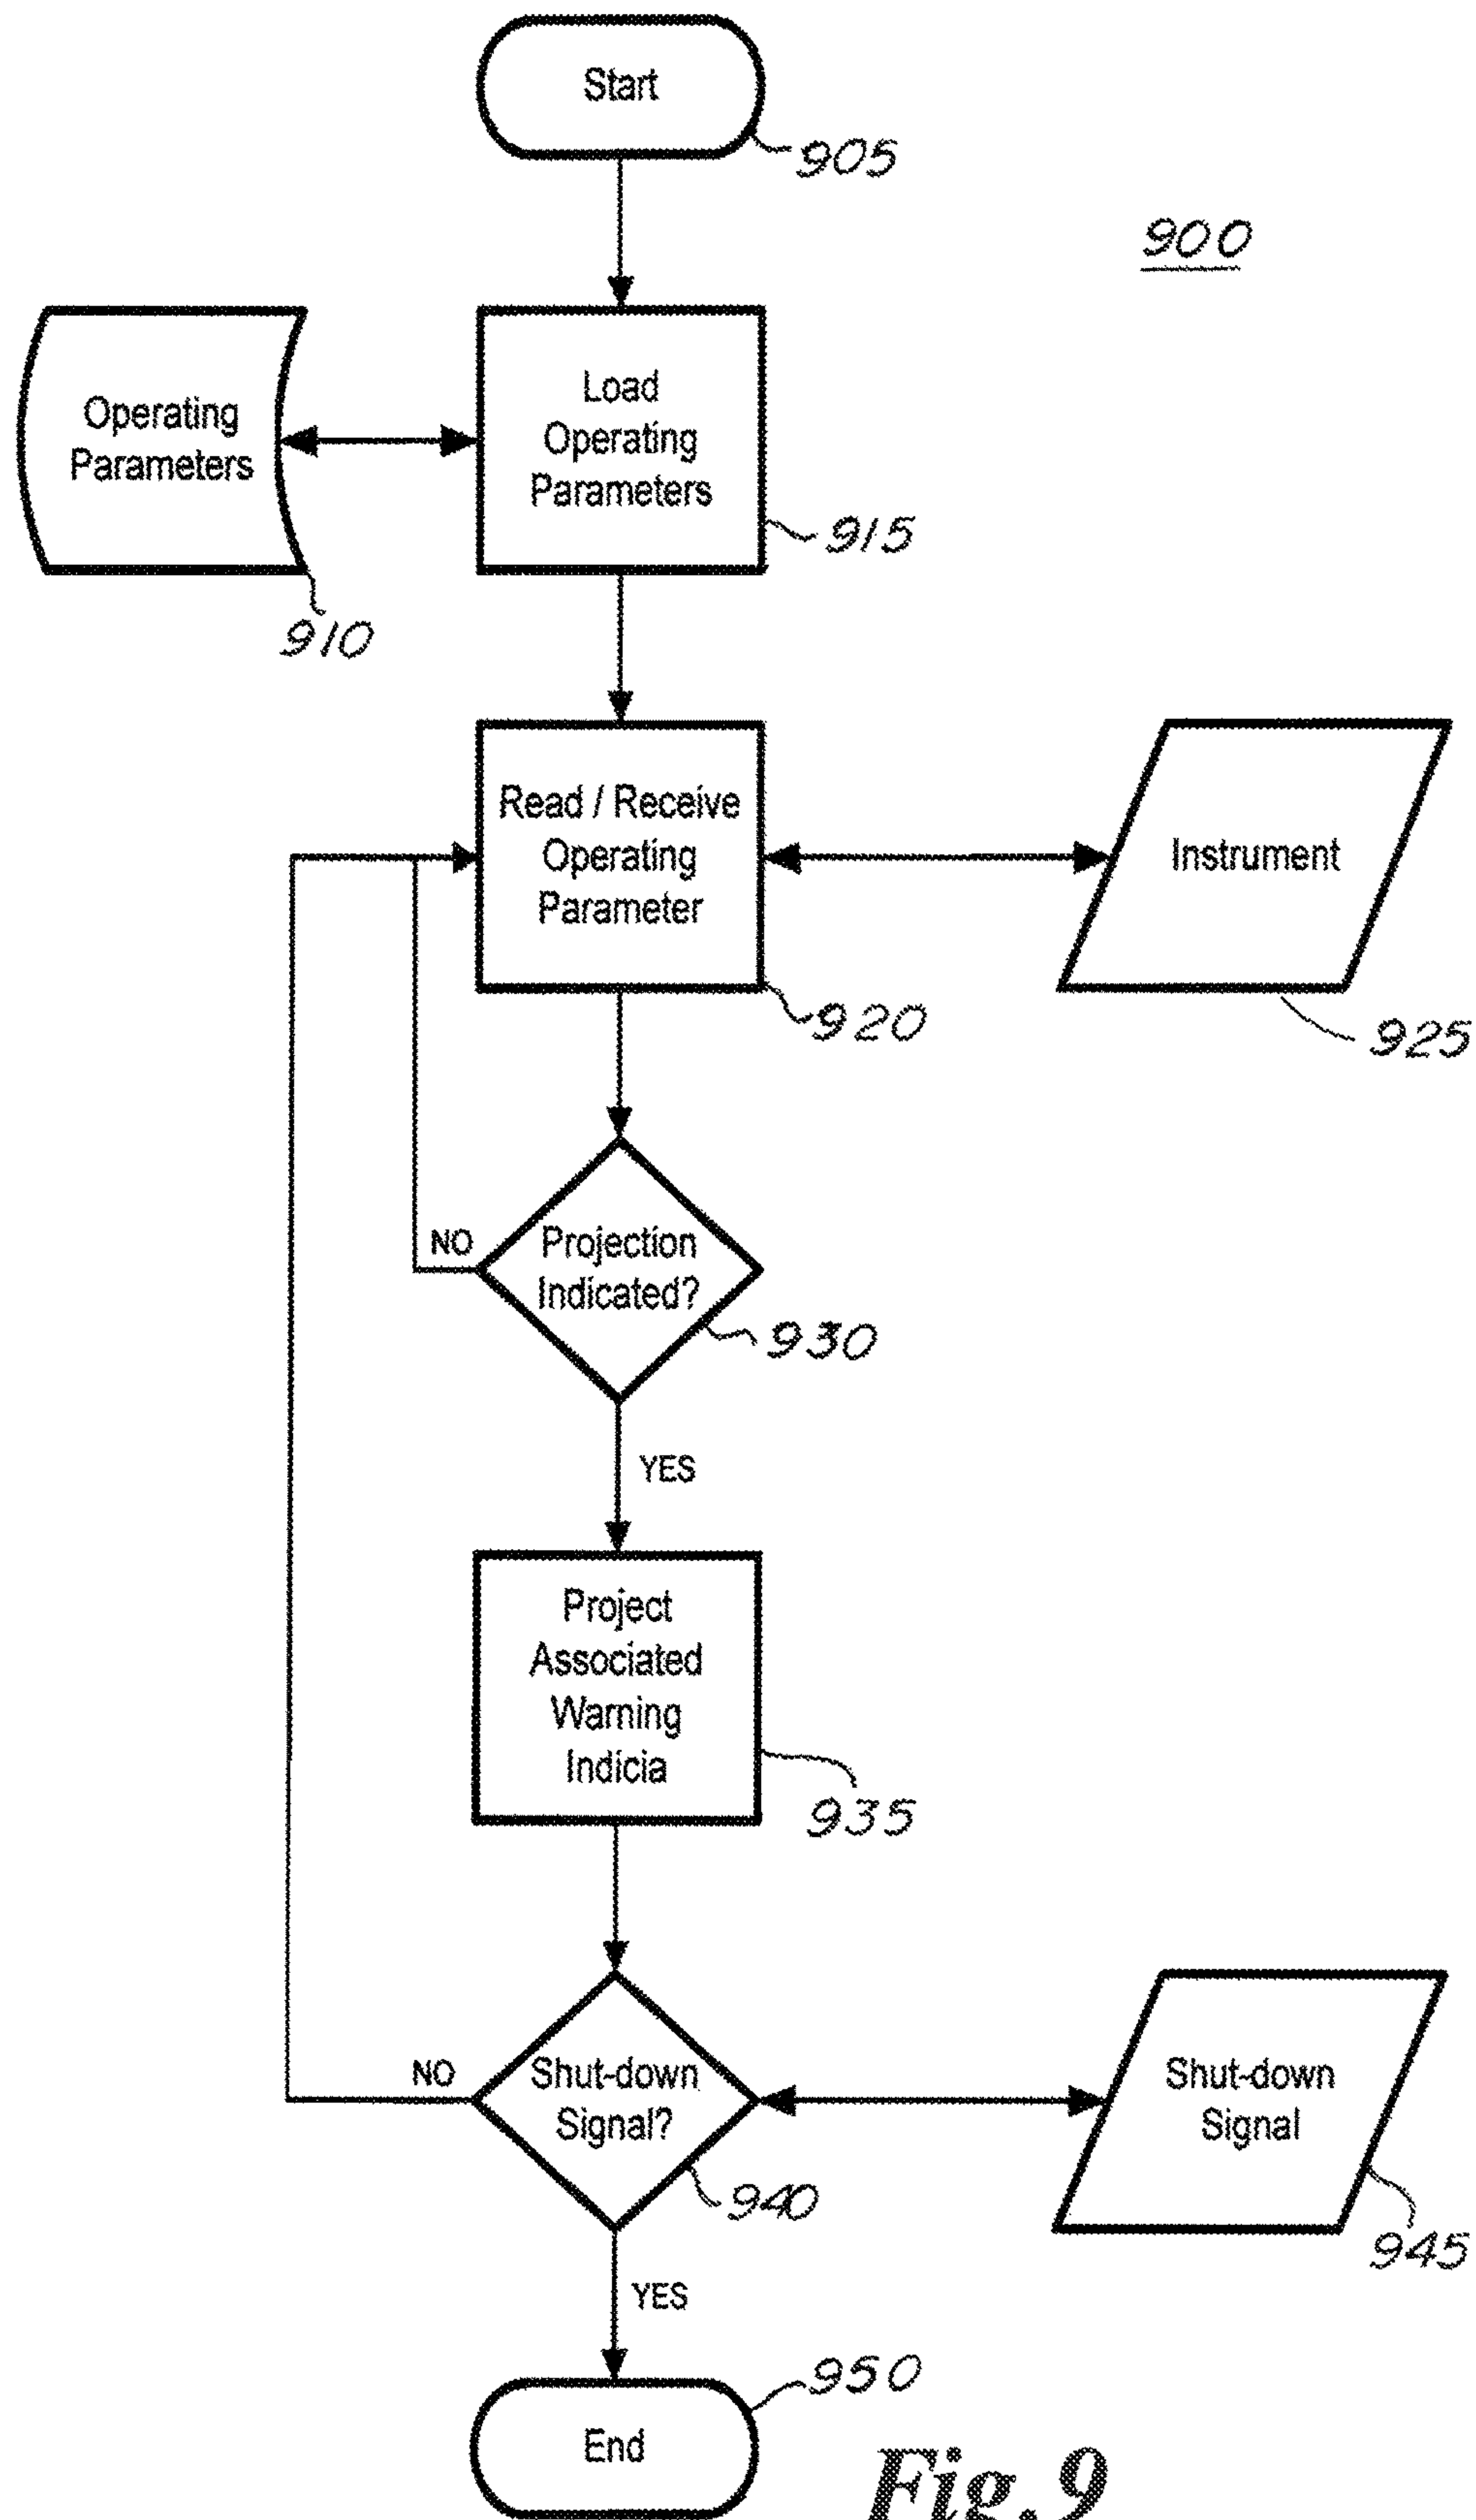 Start
905
900
Operating
Parameters
910
Load
Operating
Parameters
915
Read / Receive
Operating
Parameter
920
Instrument
925
NO
Projection
Indicated?
930
YES
Project
Associated
Warning
Indicia
935
NO
Shut-down
Signal?
940
Shut-down
Signal
945
YES
950
End
Fig. 9